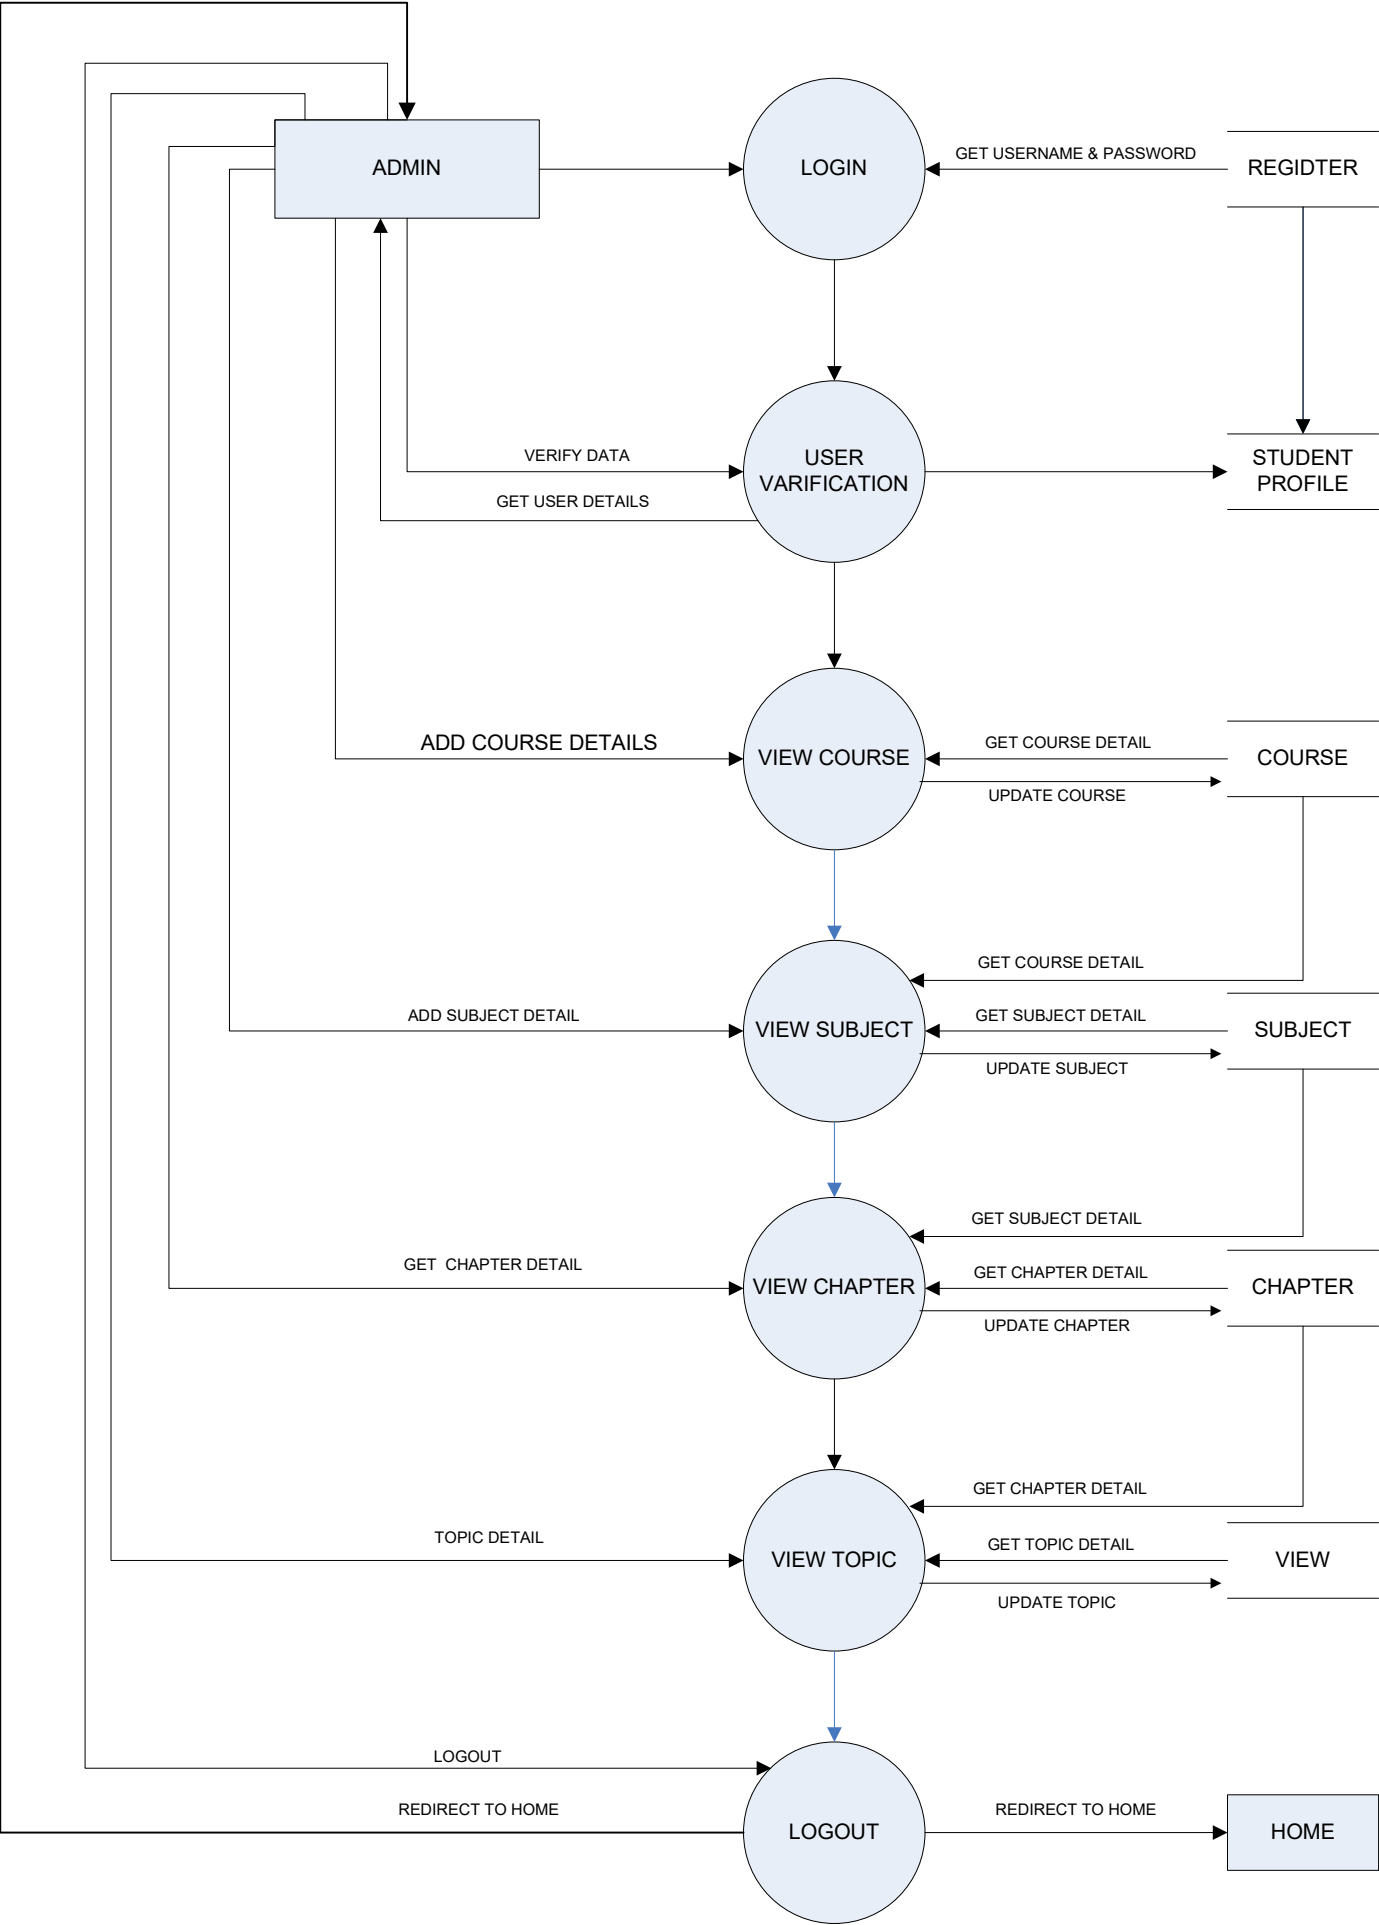 ADMIN
LOGIN
GET USERNAME & PASSWORD
REGIDTER
VERIFY DATA
GET USER DETAILS
USER
VARIFICATION
STUDENT
PROFILE
ADD COURSE DETAILS
VIEW COURSE
GET COURSE DETAIL
UPDATE COURSE
COURSE
GET COURSE DETAIL
ADD SUBJECT DETAIL
VIEW SUBJECT
GET SUBJECT DETAIL
UPDATE SUBJECT
SUBJECT
GET SUBJECT DETAIL
GET  CHAPTER DETAIL
VIEW CHAPTER
GET CHAPTER DETAIL
UPDATE CHAPTER
CHAPTER
GET CHAPTER DETAIL
TOPIC DETAIL
VIEW TOPIC
GET TOPIC DETAIL
UPDATE TOPIC
VIEW
LOGOUT
REDIRECT TO HOME
LOGOUT
REDIRECT TO HOME
HOME